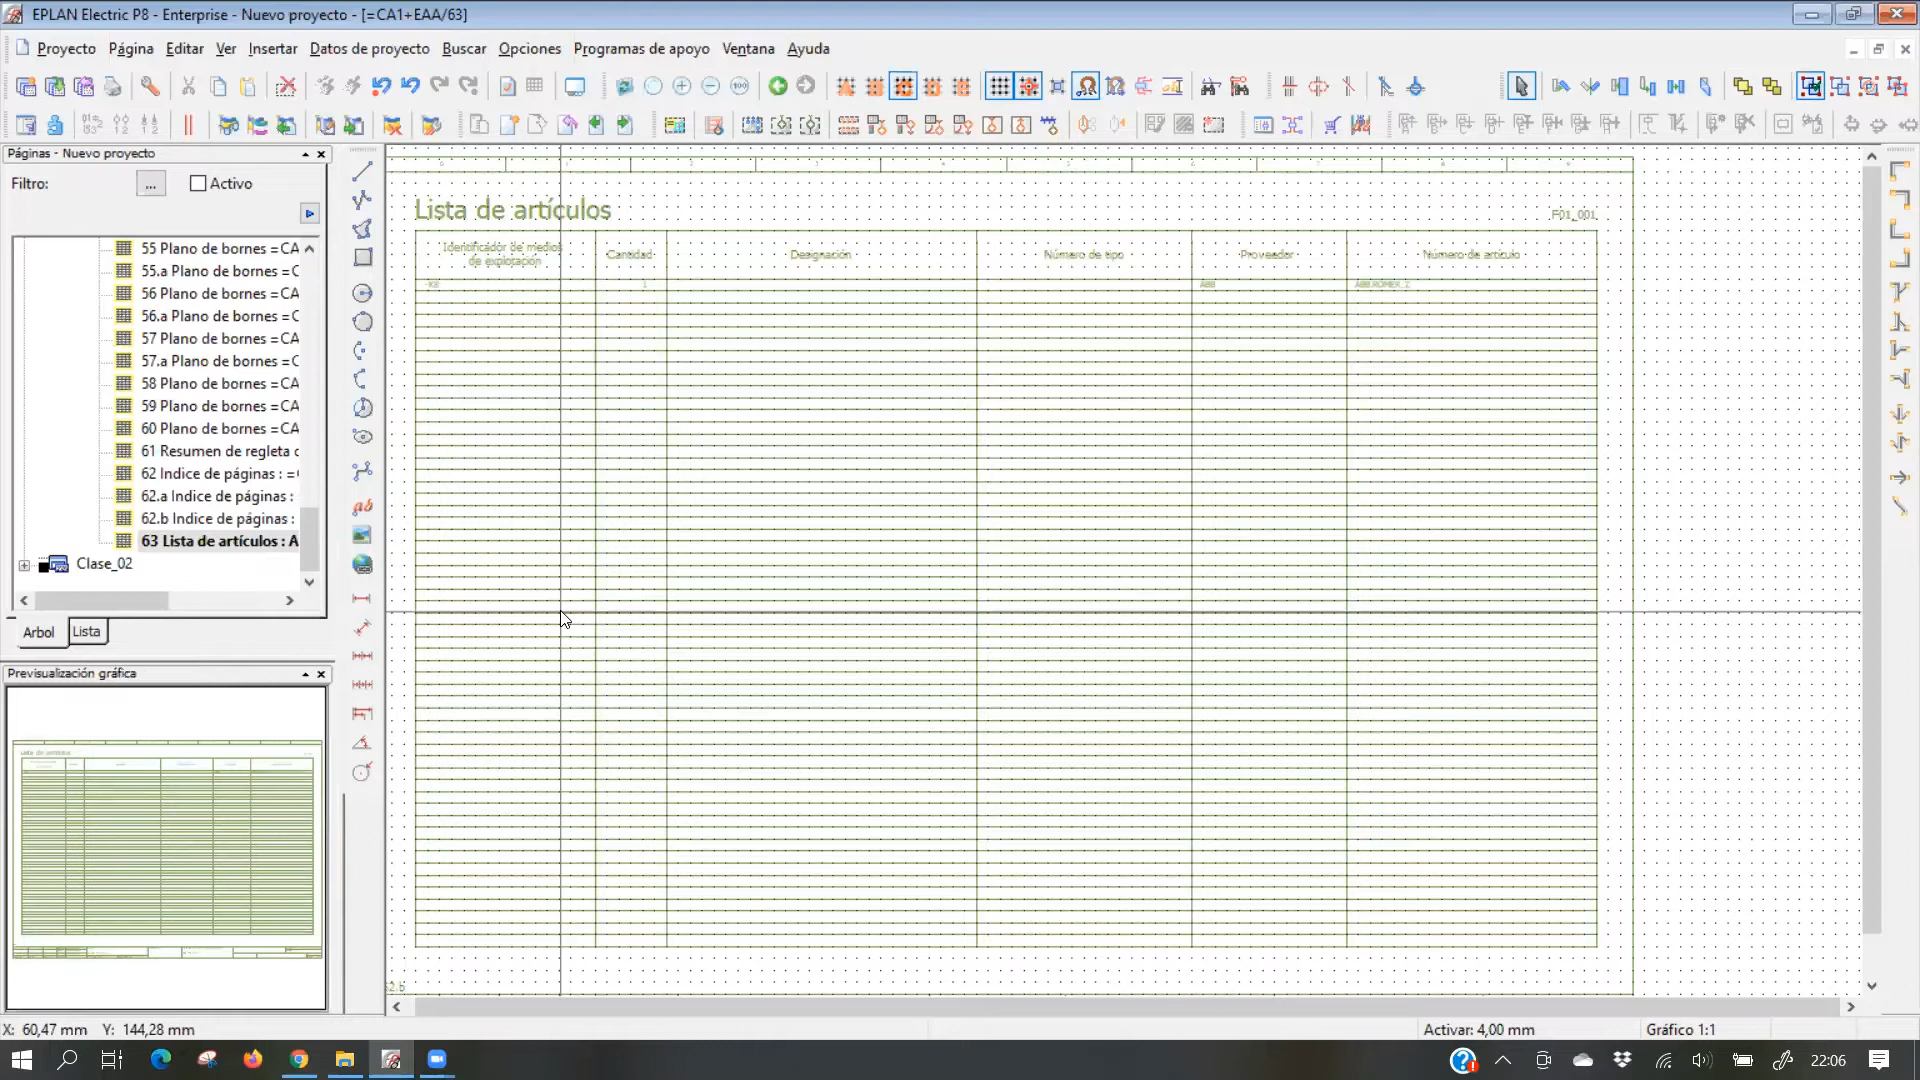 EPLAN Electric P8 - Enterprise - Nuevo proyecto - [=CA1+EAA/63]
Proyecto Página Editar Ver Insertar Datos de proyecto Buscar Opciones Programas de apoyo Ventana Ayuda
Páginas - Nuevo proyecto
Filtro: ... Activo
55 Plano de bornes =CA
55.a Plano de bornes =C
56 Plano de bornes =CA
56.a Plano de bornes =C
57 Plano de bornes =CA
57.a Plano de bornes =C
58 Plano de bornes =CA
59 Plano de bornes =CA
60 Plano de bornes =CA
61 Resumen de regleta c
62 Indice de páginas : =
62.a Indice de páginas :
62.b Indice de páginas :
63 Lista de artículos : A
Clase_02
Arbol Lista
Previsualización gráfica
Lista de artículos
F01_001
Identificador de medios
de explotación
Cantidad
Designación
Número de tipo
Proveedor
Número de artículo
1
ABB
62.b
X: 60,47 mm Y: 144,28 mm
Activar: 4,00 mm
Gráfico 1:1
22:06